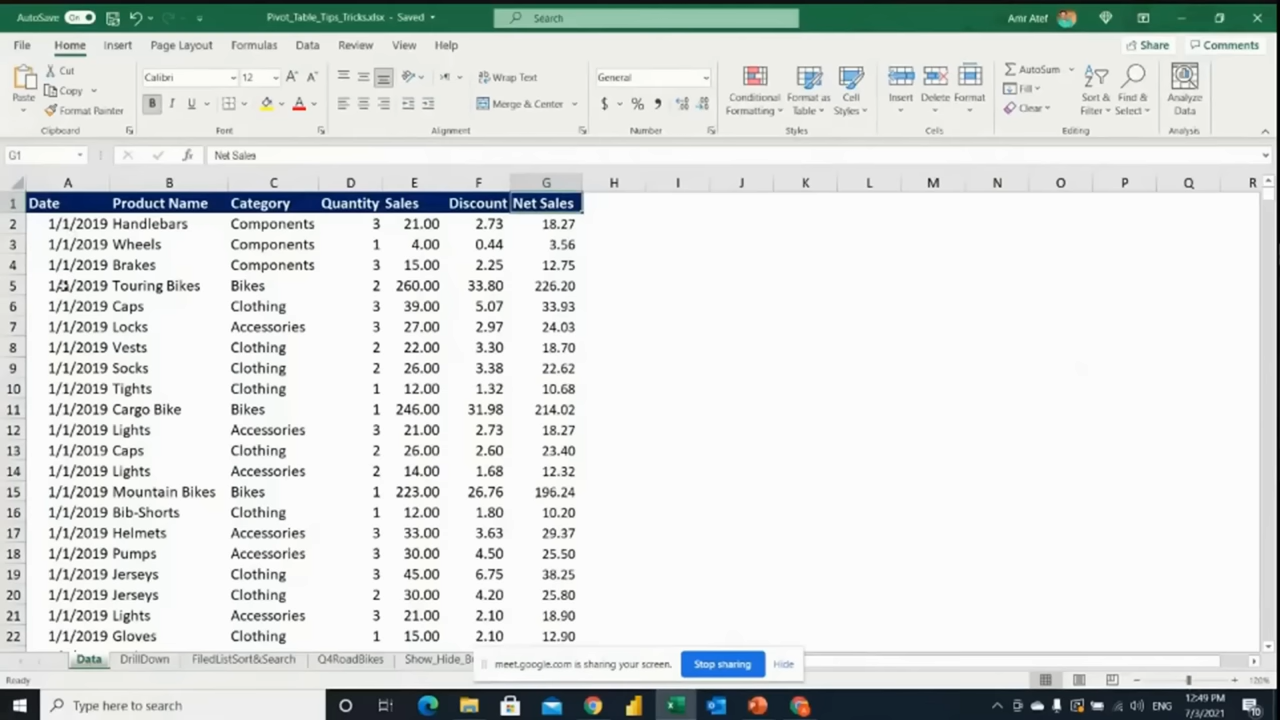 AutoSave On Pivot_Table_Tips_Tricks.xlsx - Saved Search Amr Atef
File Home Insert Page Layout Formulas Data Review View Help Share Comments
Paste
Cut
Copy
Format Painter
Clipboard
Calibri 12
B I U
Font
Wrap Text
Merge & Center
Alignment
General
$ % 9
Number
Conditional Formatting
Format as Table
Cell Styles
Styles
Insert Delete Format
Cells
AutoSum
Fill
Clear
Sort & Filter
Find & Select
Editing
Analyze Data
Analysis
G1 fx Net Sales
A B C D E F G H I J K L M N O P Q R
1 Date Product Name Category Quantity Sales Discount Net Sales
2 1/1/2019 Handlebars Components 3 21.00 2.73 18.27
3 1/1/2019 Wheels Components 1 4.00 0.44 3.56
4 1/1/2019 Brakes Components 3 15.00 2.25 12.75
5 1/1/2019 Touring Bikes Bikes 2 260.00 33.80 226.20
6 1/1/2019 Caps Clothing 3 39.00 5.07 33.93
7 1/1/2019 Locks Accessories 3 27.00 2.97 24.03
8 1/1/2019 Vests Clothing 2 22.00 3.30 18.70
9 1/1/2019 Socks Clothing 2 26.00 3.38 22.62
10 1/1/2019 Tights Clothing 1 12.00 1.32 10.68
11 1/1/2019 Cargo Bike Bikes 1 246.00 31.98 214.02
12 1/1/2019 Lights Accessories 3 21.00 2.73 18.27
13 1/1/2019 Caps Clothing 2 26.00 2.60 23.40
14 1/1/2019 Lights Accessories 2 14.00 1.68 12.32
15 1/1/2019 Mountain Bikes Bikes 1 223.00 26.76 196.24
16 1/1/2019 Bib-Shorts Clothing 1 12.00 1.80 10.20
17 1/1/2019 Helmets Accessories 3 33.00 3.63 29.37
18 1/1/2019 Pumps Accessories 3 30.00 4.50 25.50
19 1/1/2019 Jerseys Clothing 3 45.00 6.75 38.25
20 1/1/2019 Jerseys Clothing 2 30.00 4.20 25.80
21 1/1/2019 Lights Accessories 3 21.00 2.10 18.90
22 1/1/2019 Gloves Clothing 1 15.00 2.10 12.90
Data DrillDown FiledListSort&Search Q4RoadBikes Show_Hide_Bu
meet.google.com is sharing your screen. Stop sharing Hide
Ready 120%
Type here to search ENG 12:49 PM
7/3/2021